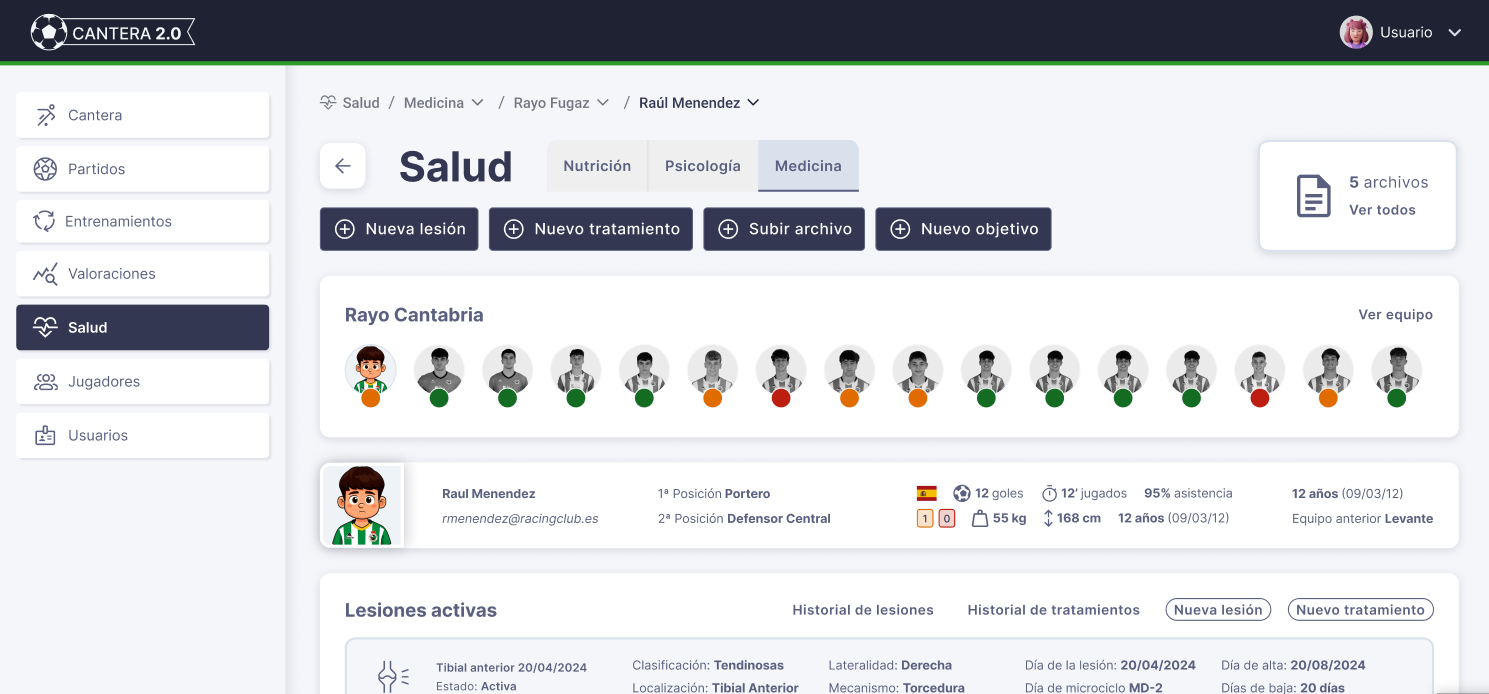 CANTERA 2.0
Usuario
Cantera
Partidos
Entrenamientos
Valoraciones
Salud
Jugadores
Usuarios
Salud / Medicina / Rayo Fugaz / Raúl Menendez
Salud
Nutrición
Psicología
Medicina
5 archivos
Ver todos
Nueva lesión
Nuevo tratamiento
Subir archivo
Nuevo objetivo
Rayo Cantabria
Ver equipo
Raul Menendez
rmenendez@racingclub.es
1ª Posición Portero
2ª Posición Defensor Central
12 goles 12' jugados 95% asistencia
1 0 55 kg 168 cm 12 años (09/03/12)
12 años (09/03/12)
Equipo anterior Levante
Lesiones activas
Historial de lesiones
Historial de tratamientos
Nueva lesión
Nuevo tratamiento
Tibial anterior 20/04/2024
Estado: Activa
Clasificación: Tendinosas
Localización: Tibial Anterior
Lateralidad: Derecha
Mecanismo: Torcedura
Día de la lesión: 20/04/2024
Día de microciclo MD-2
Día de alta: 20/08/2024
Días de baja: 20 días